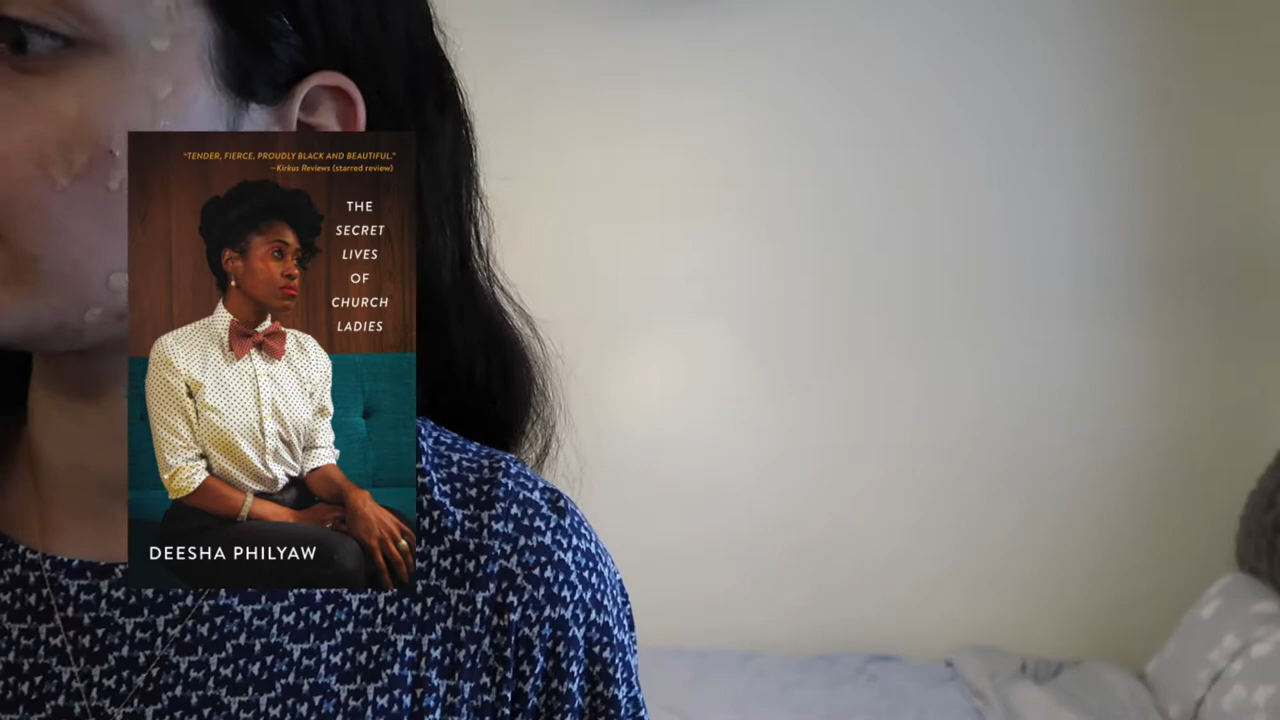 "TENDER, FIERCE, PROUDLY BLACK AND BEAUTIFUL."
–Kirkus Reviews (starred review)
THE
SECRET
LIVES
OF
CHURCH
LADIES
DEESHA PHILYAW